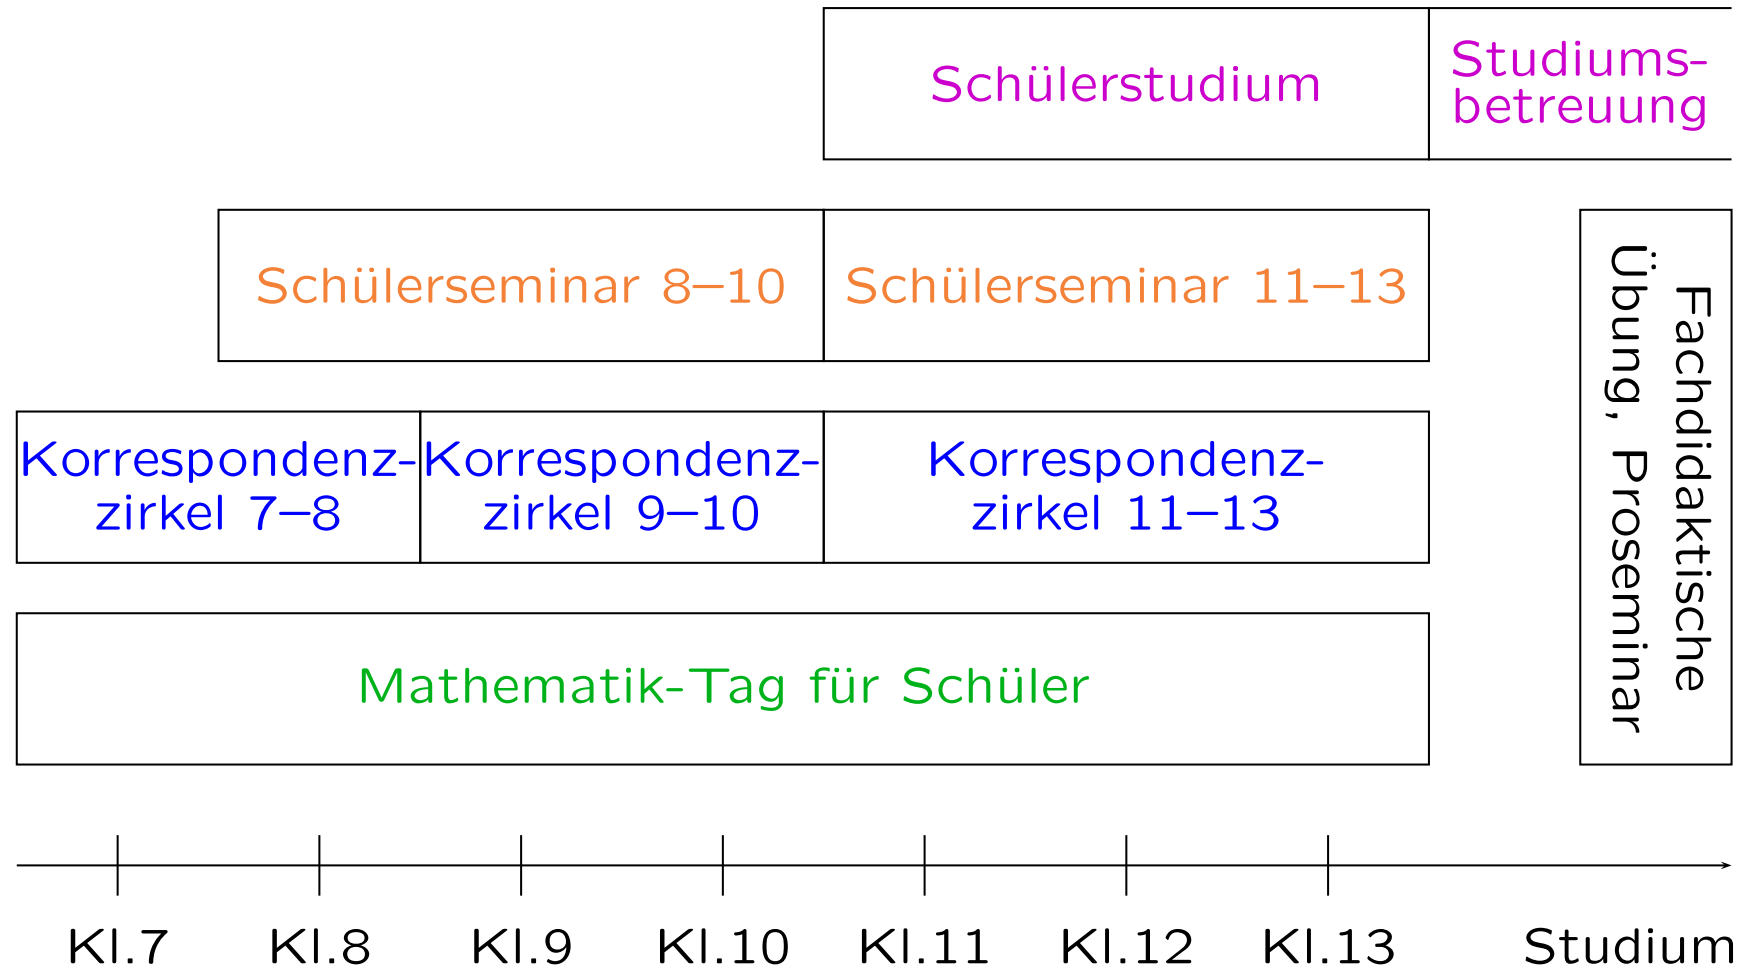 Schülerstudium
Studiums-
betreuung
Schülerseminar 8–10
Schülerseminar 11–13
Fachdidaktische
Übung, Proseminar
Korrespondenz-
zirkel 7–8
Korrespondenz-
zirkel 9–10
Korrespondenz-
zirkel 11–13
Mathematik-Tag für Schüler
Kl.7
Kl.8
Kl.9
Kl.10
Kl.11
Kl.12
Kl.13
Studium